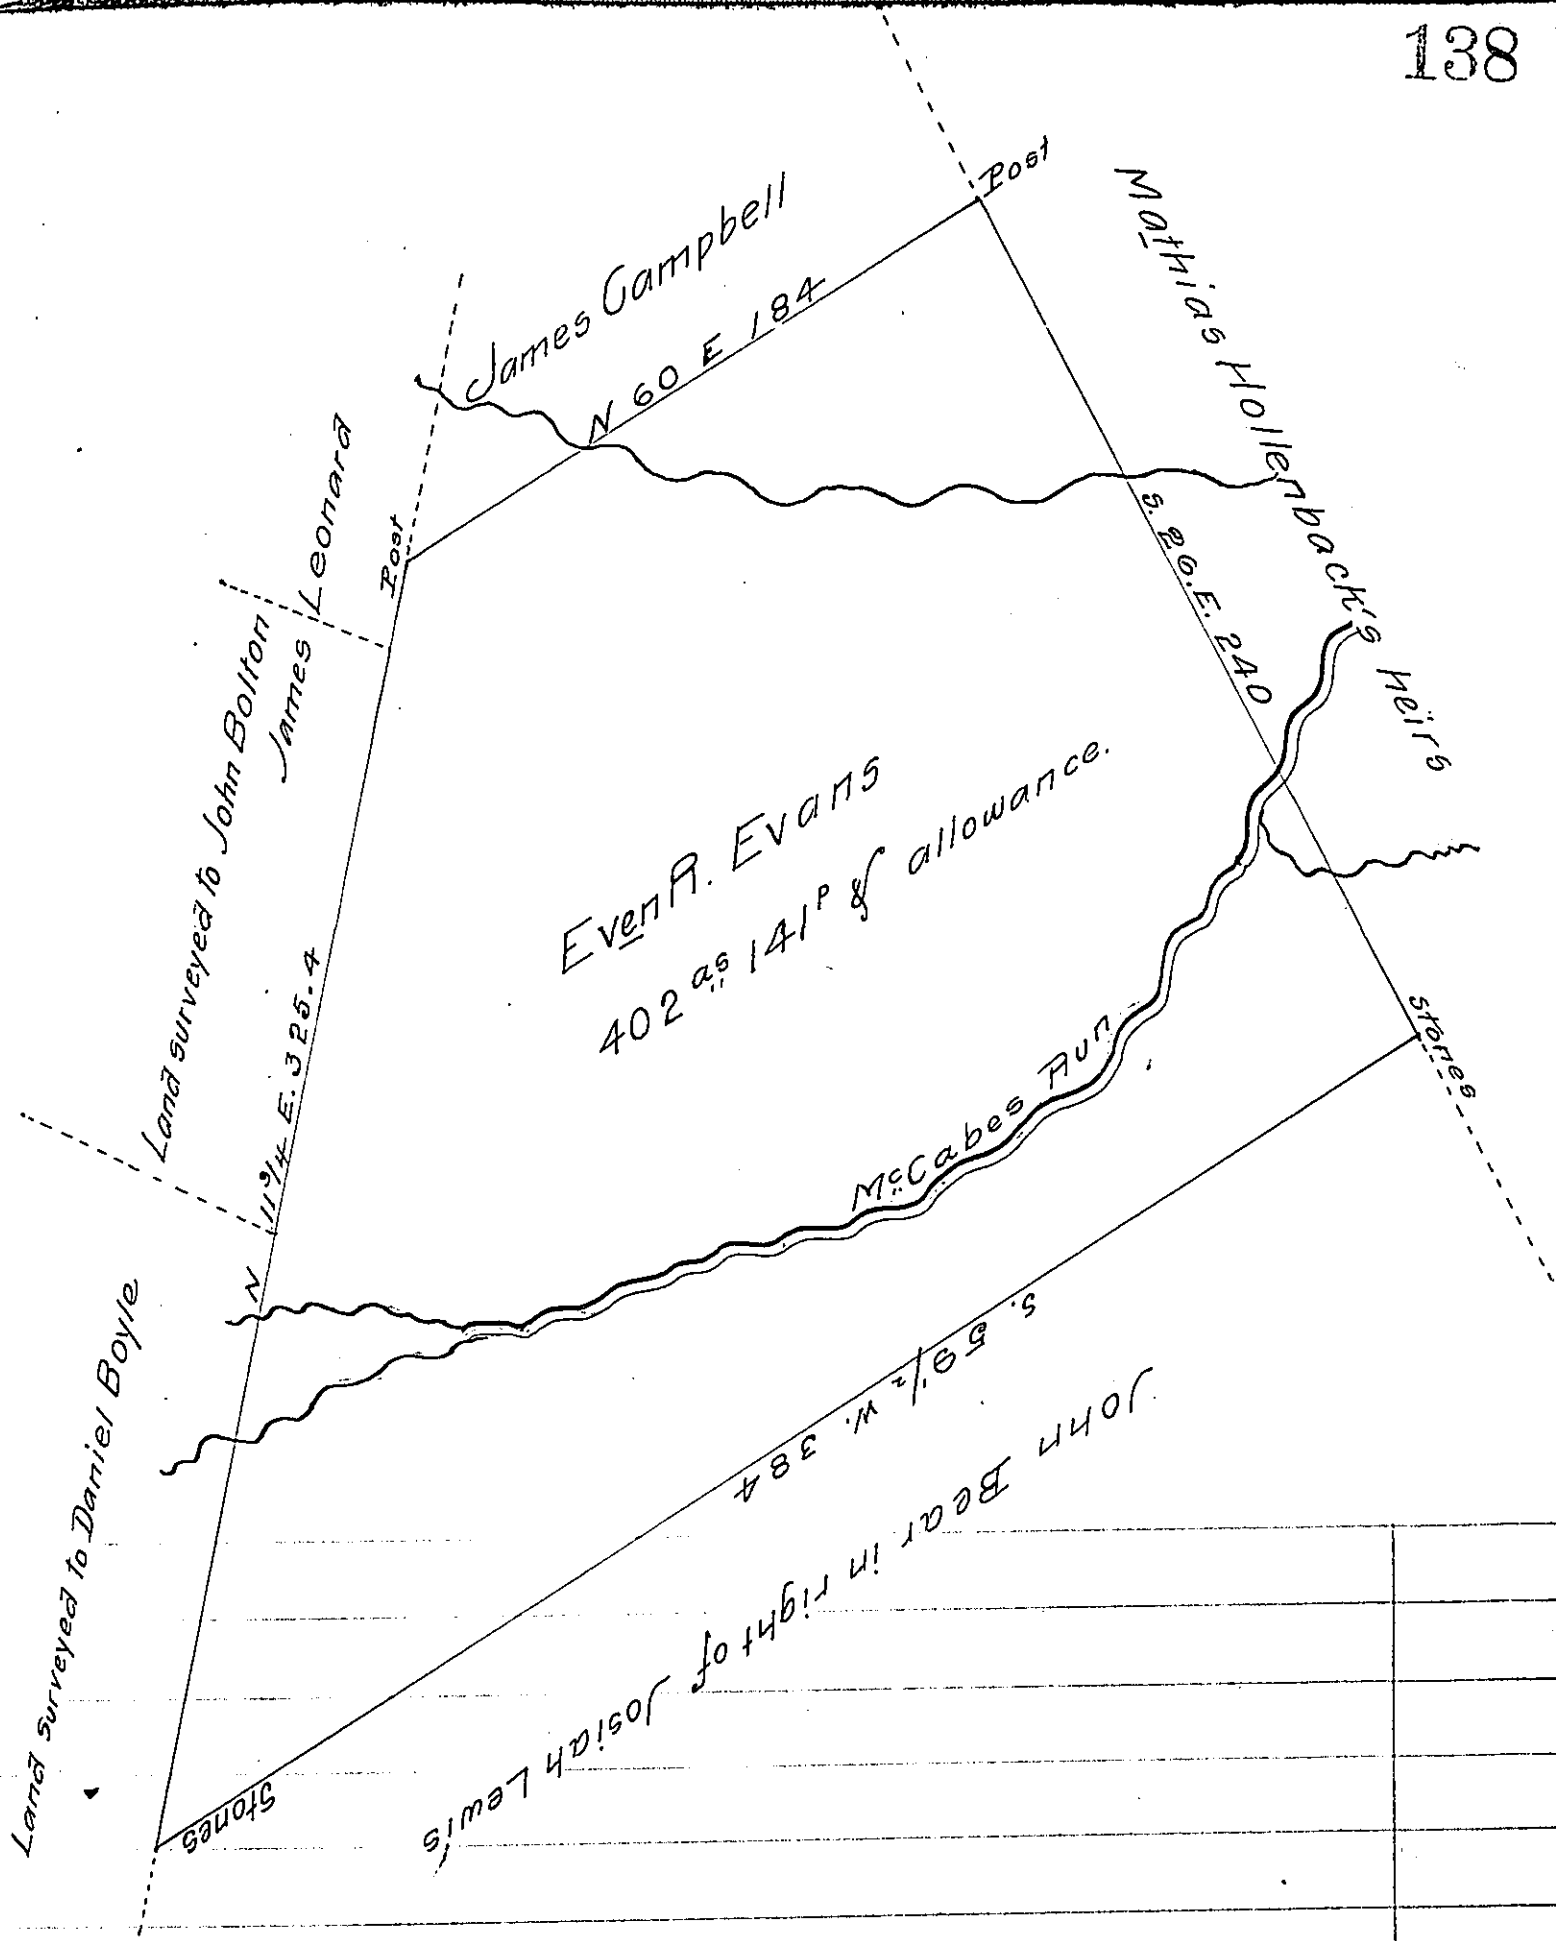 138
Post
James Campbell
N 60 E 184
Mathias Hollenback's heirs
S. 26. E. 240
James Leonard
Post
Land surveyed to John Bolton
Even R. Evans
402 as 141 P & allowance.
N 11 3/4 E. 325.4
McCabes Run
Stones
S. 59 1/2 W. 384
John Bear in right of Josiah Lewis
Land Surveyed to Daniel Boyle
Stones